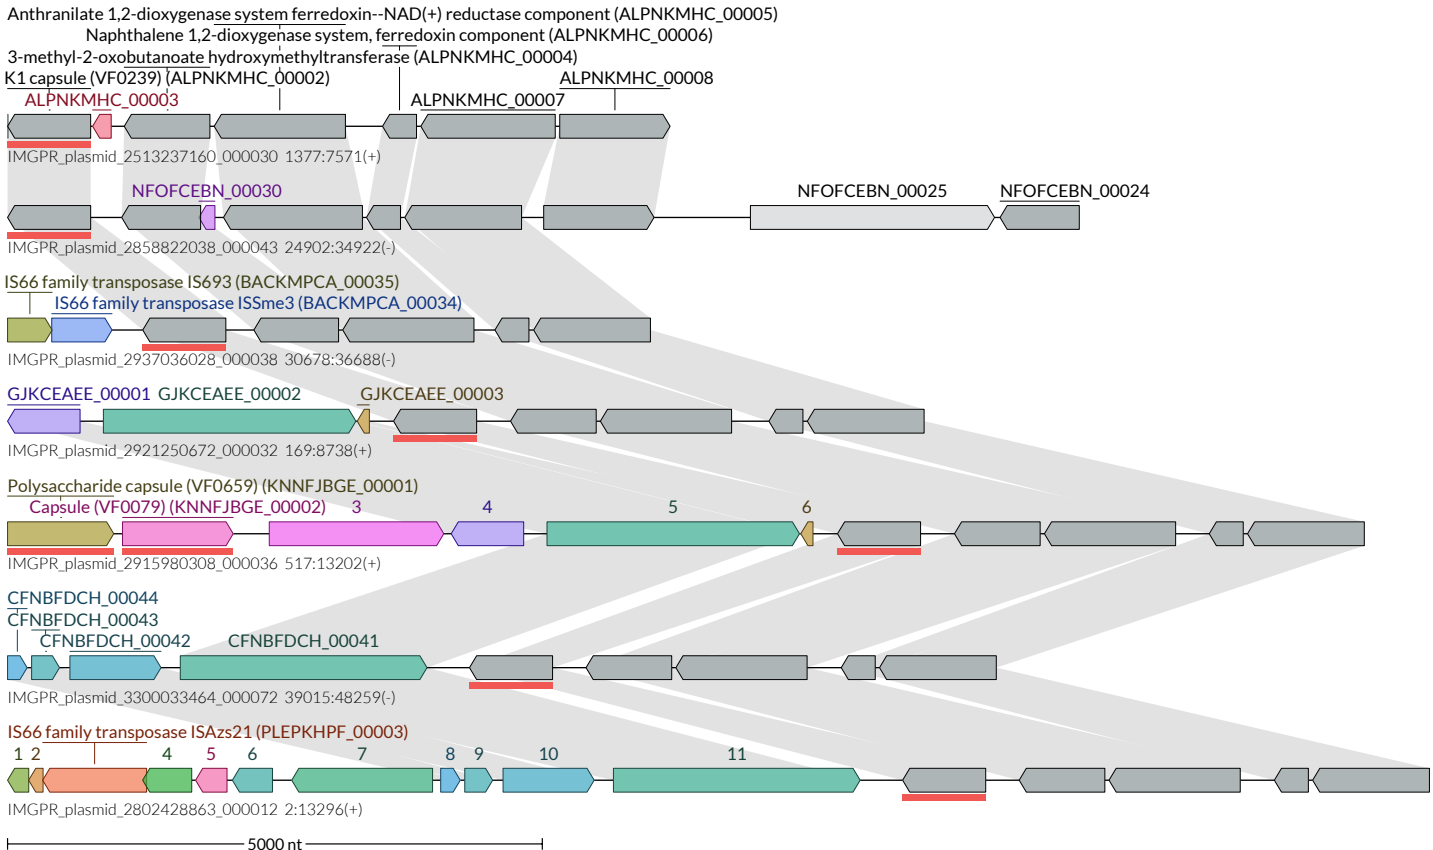 Anthranilate 1,2-dioxygenase system ferredoxin--NAD(+) reductase component (ALPNKMHC_00005)
Naphthalene 1,2-dioxygenase system, ferredoxin component (ALPNKMHC_00006)
3-methyl-2-oxobutanoate hydroxymethyltransferase (ALPNKMHC_00004)
K1 capsule (VF0239) (ALPNKMHC_00002) ALPNKMHC_00008
ALPNKMHC_00003 ALPNKMHC_00007
IMGPR_plasmid_2513237160_000030 1377:7571(+)
NFOFCEBN_00030 NFOFCEBN_00025 NFOFCEBN_00024
IMGPR_plasmid_2858822038_000043 24902:34922(-)
IS66 family transposase IS693 (BACKMPCA_00035)
IS66 family transposase ISSme3 (BACKMPCA_00034)
IMGPR_plasmid_2937036028_000038 30678:36688(-)
GJKCEAEE_00001 GJKCEAEE_00002 GJKCEAEE_00003
IMGPR_plasmid_2921250672_000032 169:8738(+)
Polysaccharide capsule (VF0659) (KNNFJBGE_00001)
Capsule (VF0079) (KNNFJBGE_00002) 3 4 5 6
IMGPR_plasmid_2915980308_000036 517:13202(+)
CFNBFDCH_00044
CFNBFDCH_00043
CFNBFDCH_00042 CFNBFDCH_00041
IMGPR_plasmid_3300033464_000072 39015:48259(-)
IS66 family transposase ISAzs21 (PLEPKHPF_00003)
1 2 4 5 6 7 8 9 10 11
IMGPR_plasmid_2802428863_000012 2:13296(+)
5000 nt